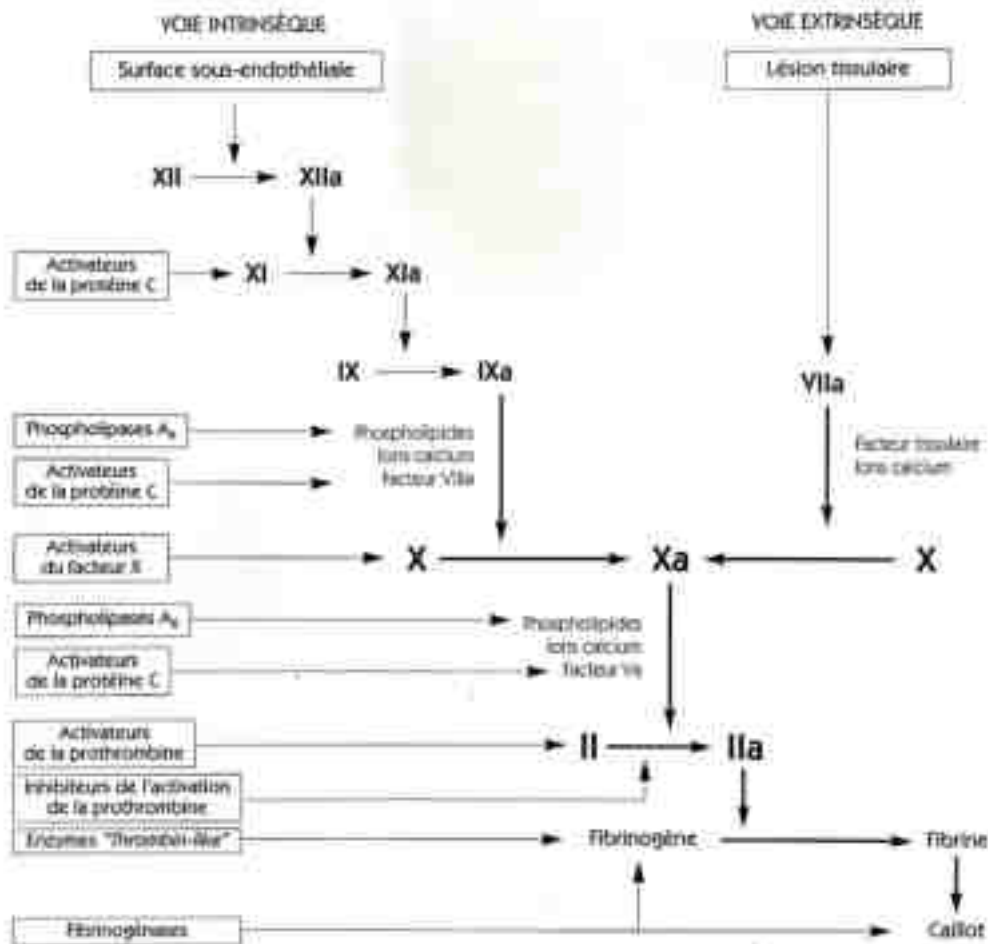 VOIE INTRINSÈQUE
VOIE EXTRINSÈQUE
Surface sous-endothéliale
Lésion tissulaire
XII
XIIa
Activateurs
de la protéine C
XI
XIa
IX
IXa
VIIa
Phospholipases A₂
Phospholipides
Ions calcium
facteur VIIIa
Facteur tissulaire
Ions calcium
Activateurs
de la protéine C
Activateurs
du facteur X
X
Xa
X
Phospholipases A₂
Phospholipides
Ions calcium
Facteur Va
Activateurs
de la protéine C
Activateurs
de la prothrombine
II
IIa
Inhibiteurs de l'activation
de la prothrombine
Enzymes "Thrombin-like"
Fibrinogène
Fibrine
Fibrinogénases
Caillot